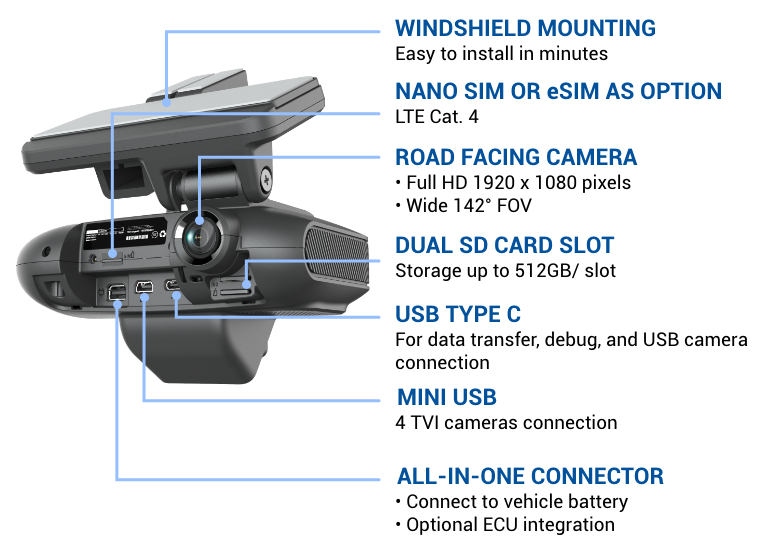 WINDSHIELD MOUNTING
Easy to install in minutes
NANO SIM OR eSIM AS OPTION
LTE Cat. 4
ROAD FACING CAMERA
• Full HD 1920 x 1080 pixels
• Wide 142° FOV
DUAL SD CARD SLOT
Storage up to 512GB/ slot
USB TYPE C
For data transfer, debug, and USB camera
connection
MINI USB
4 TVI cameras connection
ALL-IN-ONE CONNECTOR
• Connect to vehicle battery
• Optional ECU integration